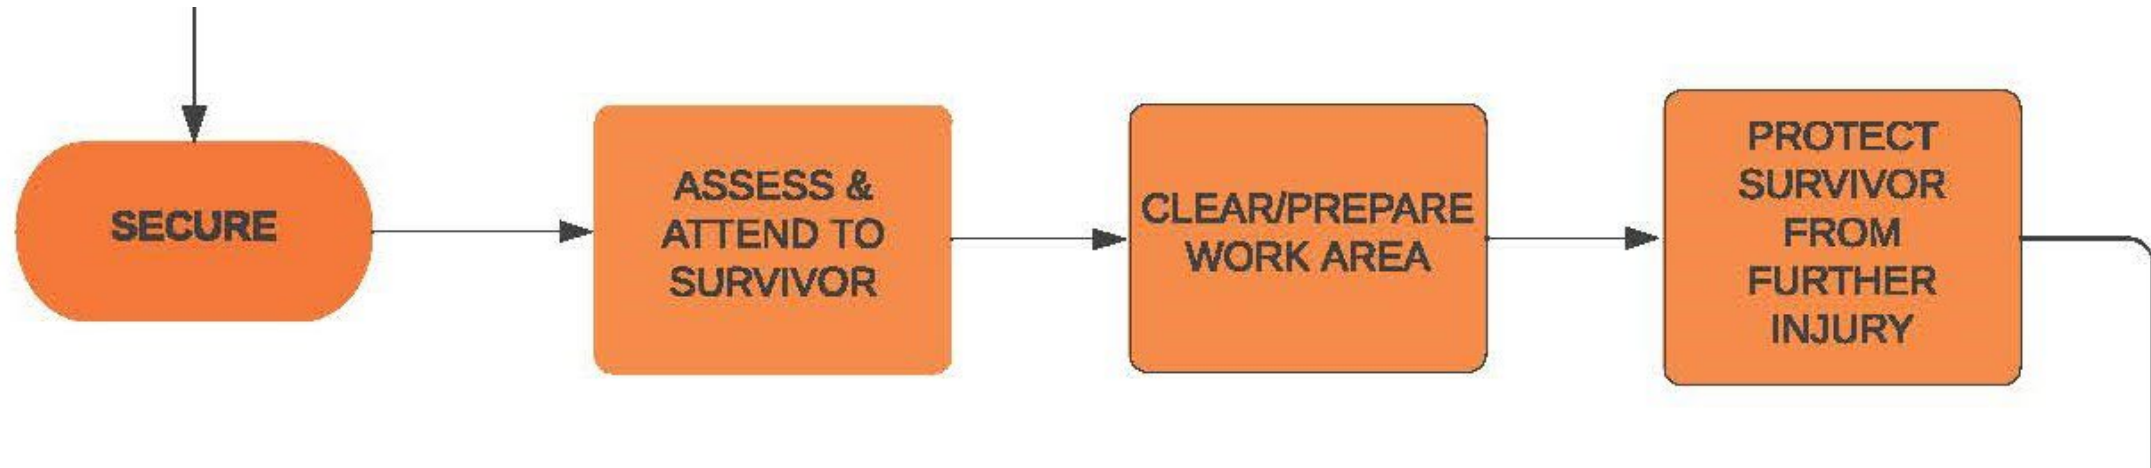 SECURE
ASSESS &
ATTEND TO
SURVIVOR
CLEAR/PREPARE
WORK AREA
PROTECT
SURVIVOR
FROM
FURTHER
INJURY